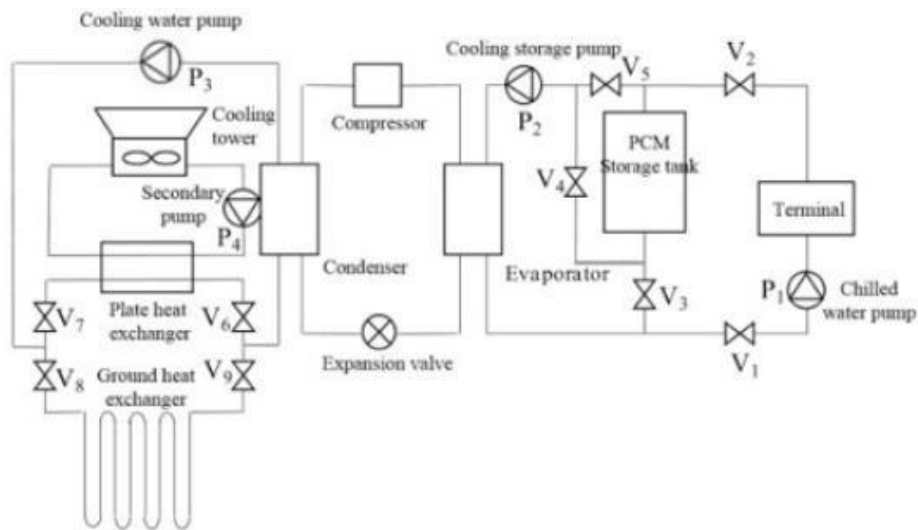 Cooling water pump
P3
Cooling
tower
Secondary
pump
P4
Plate heat
exchanger
V7
V6
V8
V9
Ground heat
exchanger
Compressor
Condenser
Expansion valve
Cooling storage pump
P2
V5
V2
PCM
Storage tank
V4
Evaporator
V3
Terminal
P1
Chilled
water pump
V1